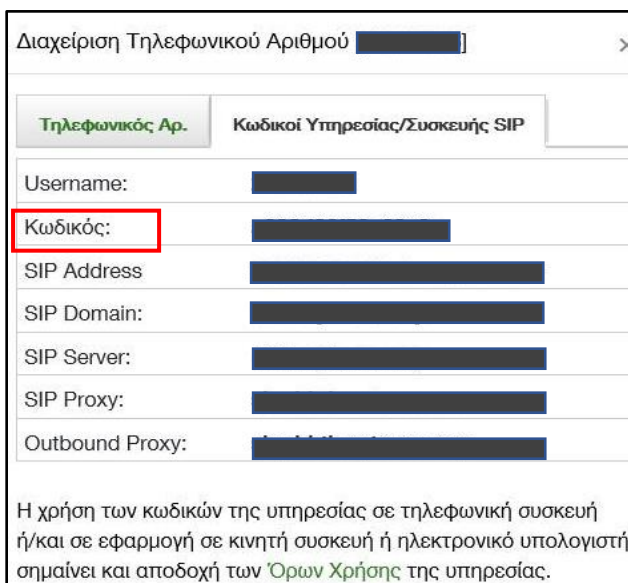 Διαχείριση Τηλεφωνικού Αριθμού ]
Τηλεφωνικός Αρ. Κωδικοί Υπηρεσίας/Συσκευής SIP
Username:
Κωδικός:
SIP Address
SIP Domain:
SIP Server:
SIP Proxy:
Outbound Proxy:
Η χρήση των κωδικών της υπηρεσίας σε τηλεφωνική συσκευή
ή/και σε εφαρμογή σε κινητή συσκευή ή ηλεκτρονικό υπολογιστή
σημαίνει και αποδοχή των Όρων Χρήσης της υπηρεσίας.